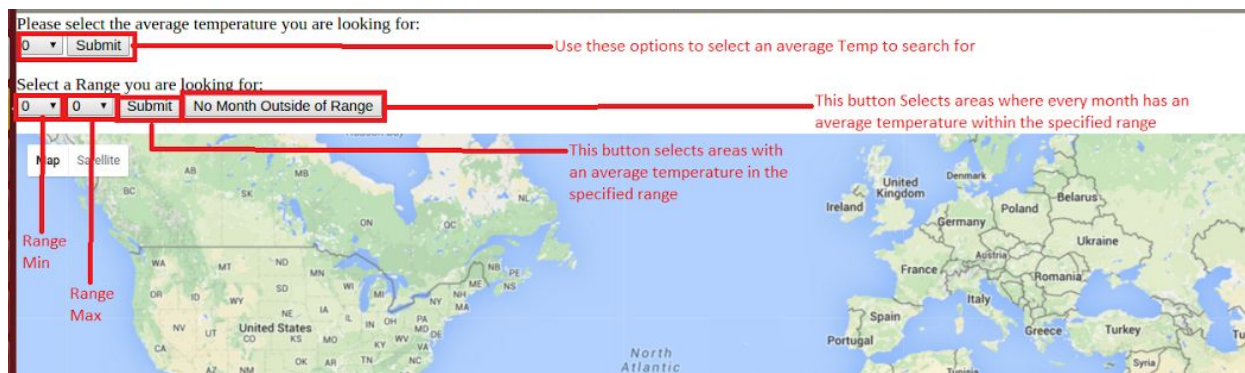 Please select the average temperature you are looking for:
0 Submit
Use these options to select an average Temp to search for
Select a Range you are looking for:
0 0 Submit No Month Outside of Range
This button Selects areas where every month has an
average temperature within the specified range
This button selects areas with
an average temperature in the
specified range
Range
Min
Range
Max
Map Satellite
Hudson Bay
AB
MB
BC
SK
ON
QC
NL
NB
PE
NS
WA
MT
ND
MN
OR
ID
WY
SD
WI
MI
NY
NH
ME
MA
NE
IA
IL
IN
OH
PA
MD
DE
NV
UT
United States
CO
KS
MO
KY
WV
VA
CA
AZ
NM
OK
AR
TN
NC
North
Atlantic
United
Kingdom
Ireland
Denmark
Belarus
Poland
Germany
Ukraine
Austria
France
Romania
Italy
Spain
Portugal
Greece
Turkey
Syria
Tunisia
Tu